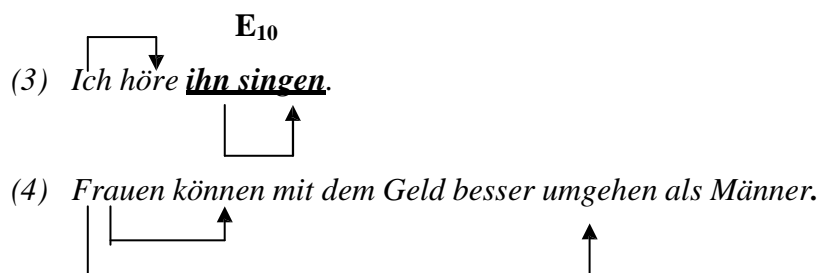 E₁₀
(3) Ich höre ihn singen.
(4) Frauen können mit dem Geld besser umgehen als Männer.